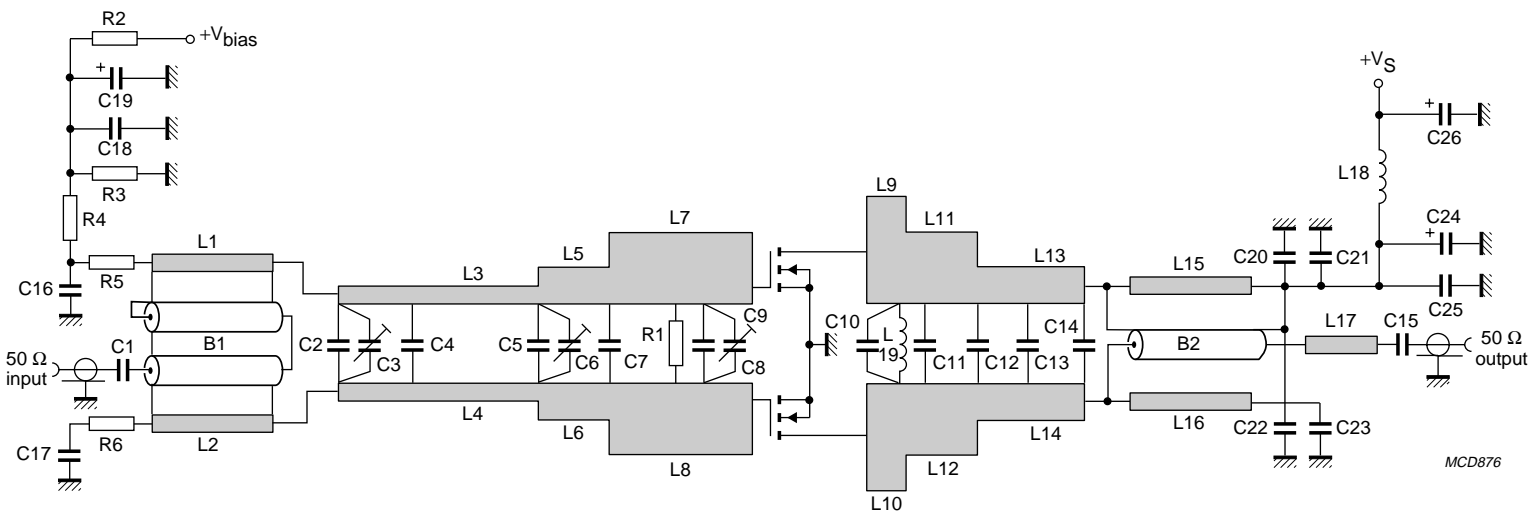 R2
+Vbias
+
C19
C18
R3
R4
C16
R5
L1
50 Ω
input
C1
B1
C17
R6
L2
C2
C3
C4
L3
L5
L7
C5
C6
C7
R1
C9
C8
L4
L6
L8
C10
L9
L11
L13
L
19
C11
C12
C13
C14
L10
L12
L14
+VS
+
C26
L18
C24
+
C20
C21
C25
L15
B2
L17
C15
50 Ω
output
L16
C22
C23
MCD876